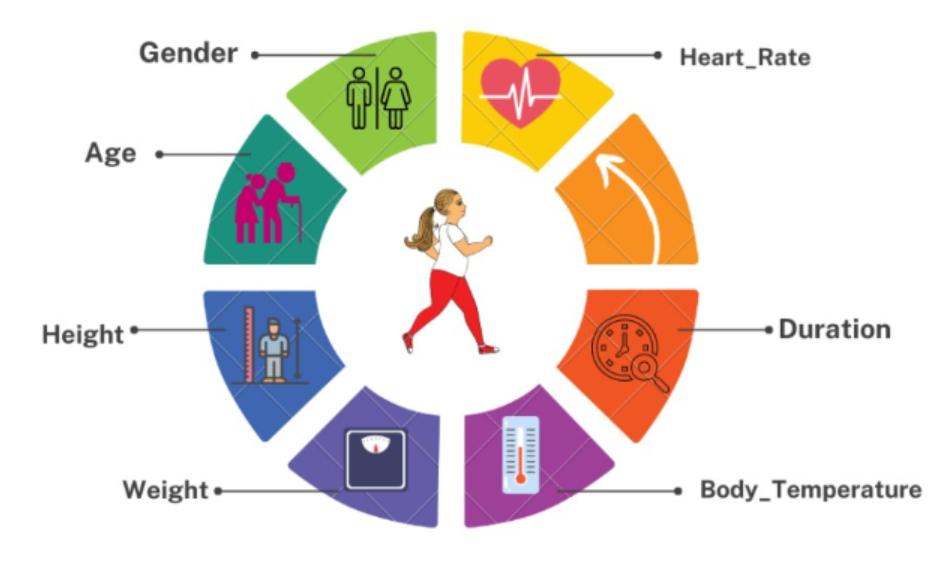 Gender
Heart_Rate
Age
Height
Duration
Weight
Body_Temperature